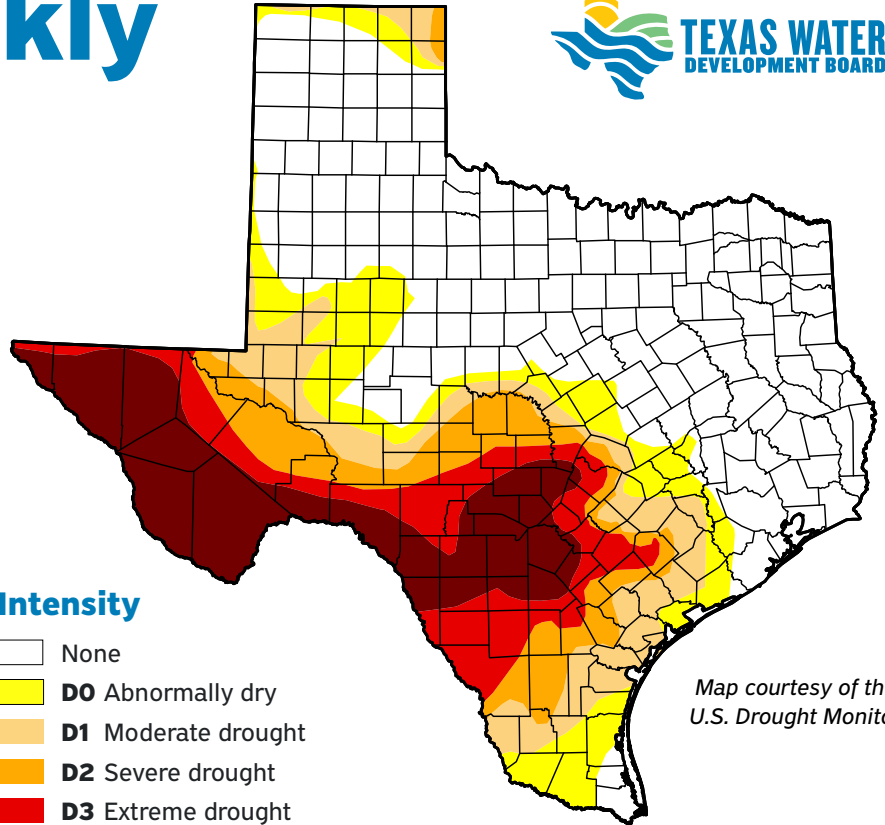 kly
TEXAS WATER
DEVELOPMENT BOARD
Intensity
None
D0 Abnormally dry
D1 Moderate drought
D2 Severe drought
D3 Extreme drought
Map courtesy of th
U.S. Drought Monito